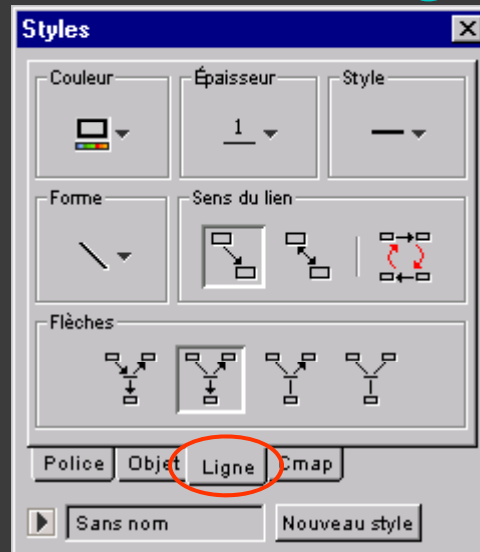 Styles
Couleur
Épaisseur
Style
1
Forme
Sens du lien
Flèches
Police
Objet
Ligne
Cmap
Sans nom
Nouveau style